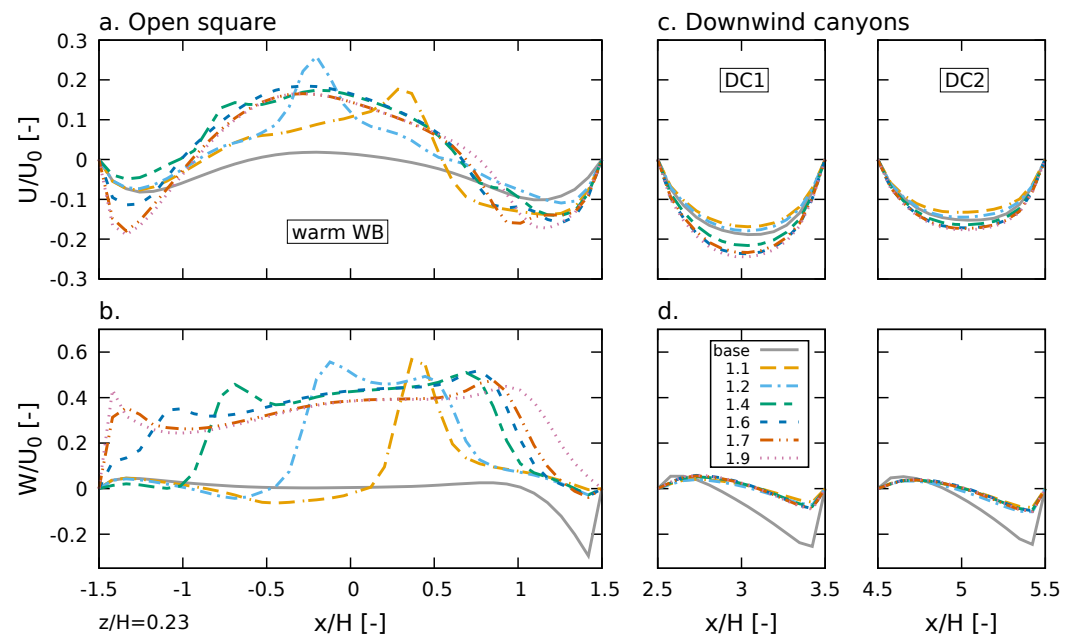 a. Open square
c. Downwind canyons
0.3
0.2
0.1
0
-0.1
-0.2
-0.3
U/U0 [-]
warm WB
DC1
DC2
b.
d.
0.6
0.4
0.2
0
-0.2
W/U0 [-]
base
1.1
1.2
1.4
1.6
1.7
1.9
-1.5
-1
-0.5
0
0.5
1
1.5
2.5
3
3.5
4.5
5
5.5
z/H=0.23
x/H [-]
x/H [-]
x/H [-]